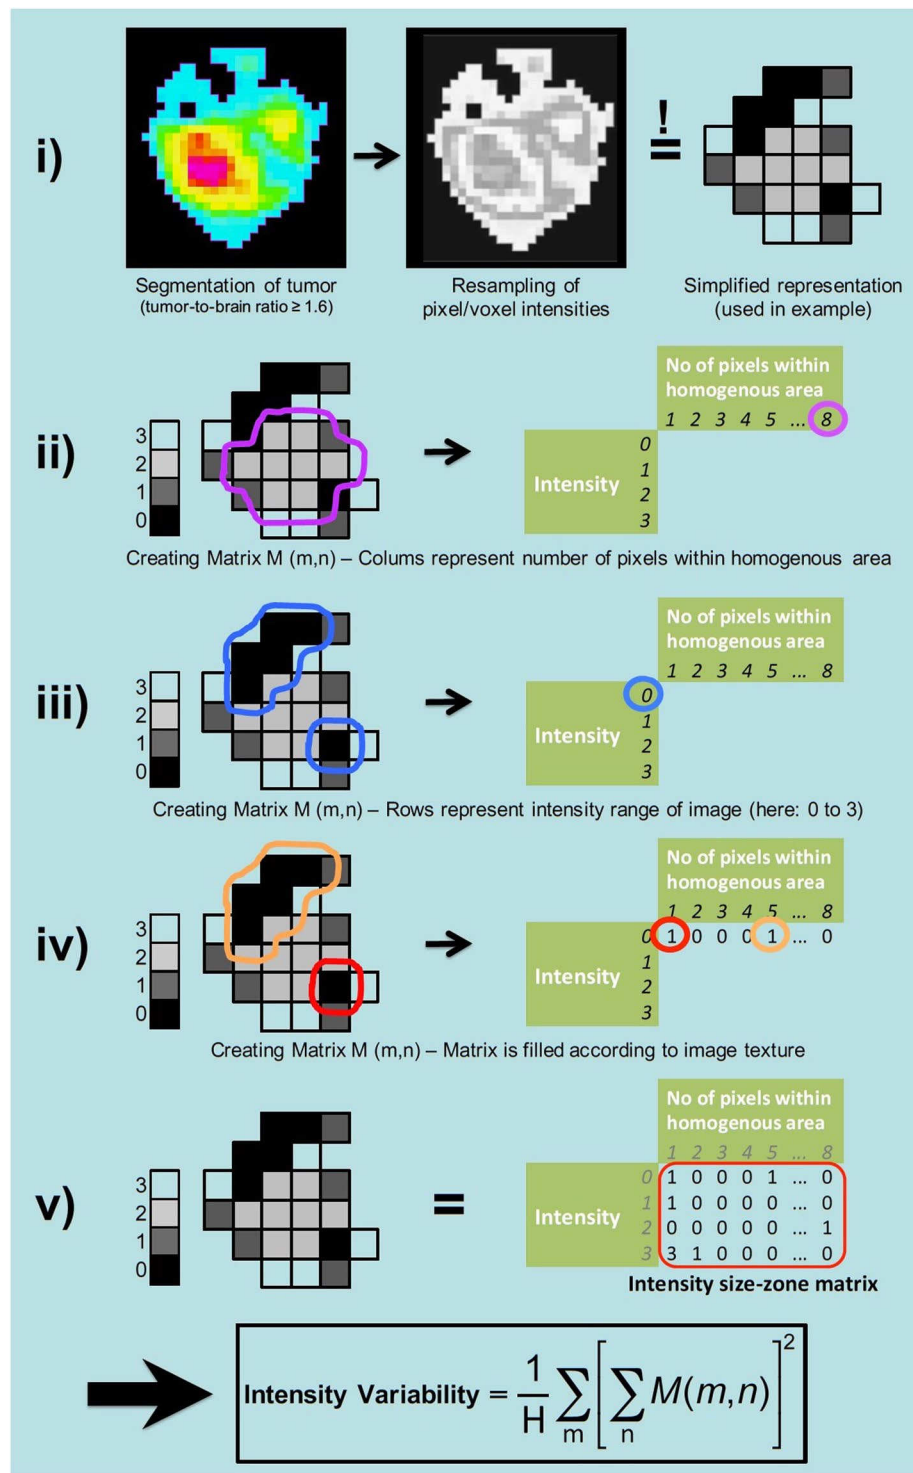 i)
!
=
Segmentation of tumor
(tumor-to-brain ratio ≥ 1.6)
Resampling of
pixel/voxel intensities
Simplified representation
(used in example)
ii)
3
2
1
0
No of pixels within
homogenous area
1 2 3 4 5 ... 8
Intensity
0
1
2
3
Creating Matrix M (m,n) – Colums represent number of pixels within homogenous area
iii)
3
2
1
0
No of pixels within
homogenous area
1 2 3 4 5 ... 8
Intensity
0
1
2
3
Creating Matrix M (m,n) – Rows represent intensity range of image (here: 0 to 3)
iv)
3
2
1
0
No of pixels within
homogenous area
1 2 3 4 5 ... 8
0 1 0 0 0 1 ... 0
Intensity
1
2
3
Creating Matrix M (m,n) – Matrix is filled according to image texture
v)
3
2
1
0
=
No of pixels within
homogenous area
1 2 3 4 5 ... 8
Intensity
0 1 0 0 0 1 ... 0
1 1 0 0 0 0 ... 0
2 0 0 0 0 0 ... 1
3 3 1 0 0 0 ... 0
Intensity size-zone matrix
Intensity Variability = 1/H ∑m [∑n M(m,n)]²